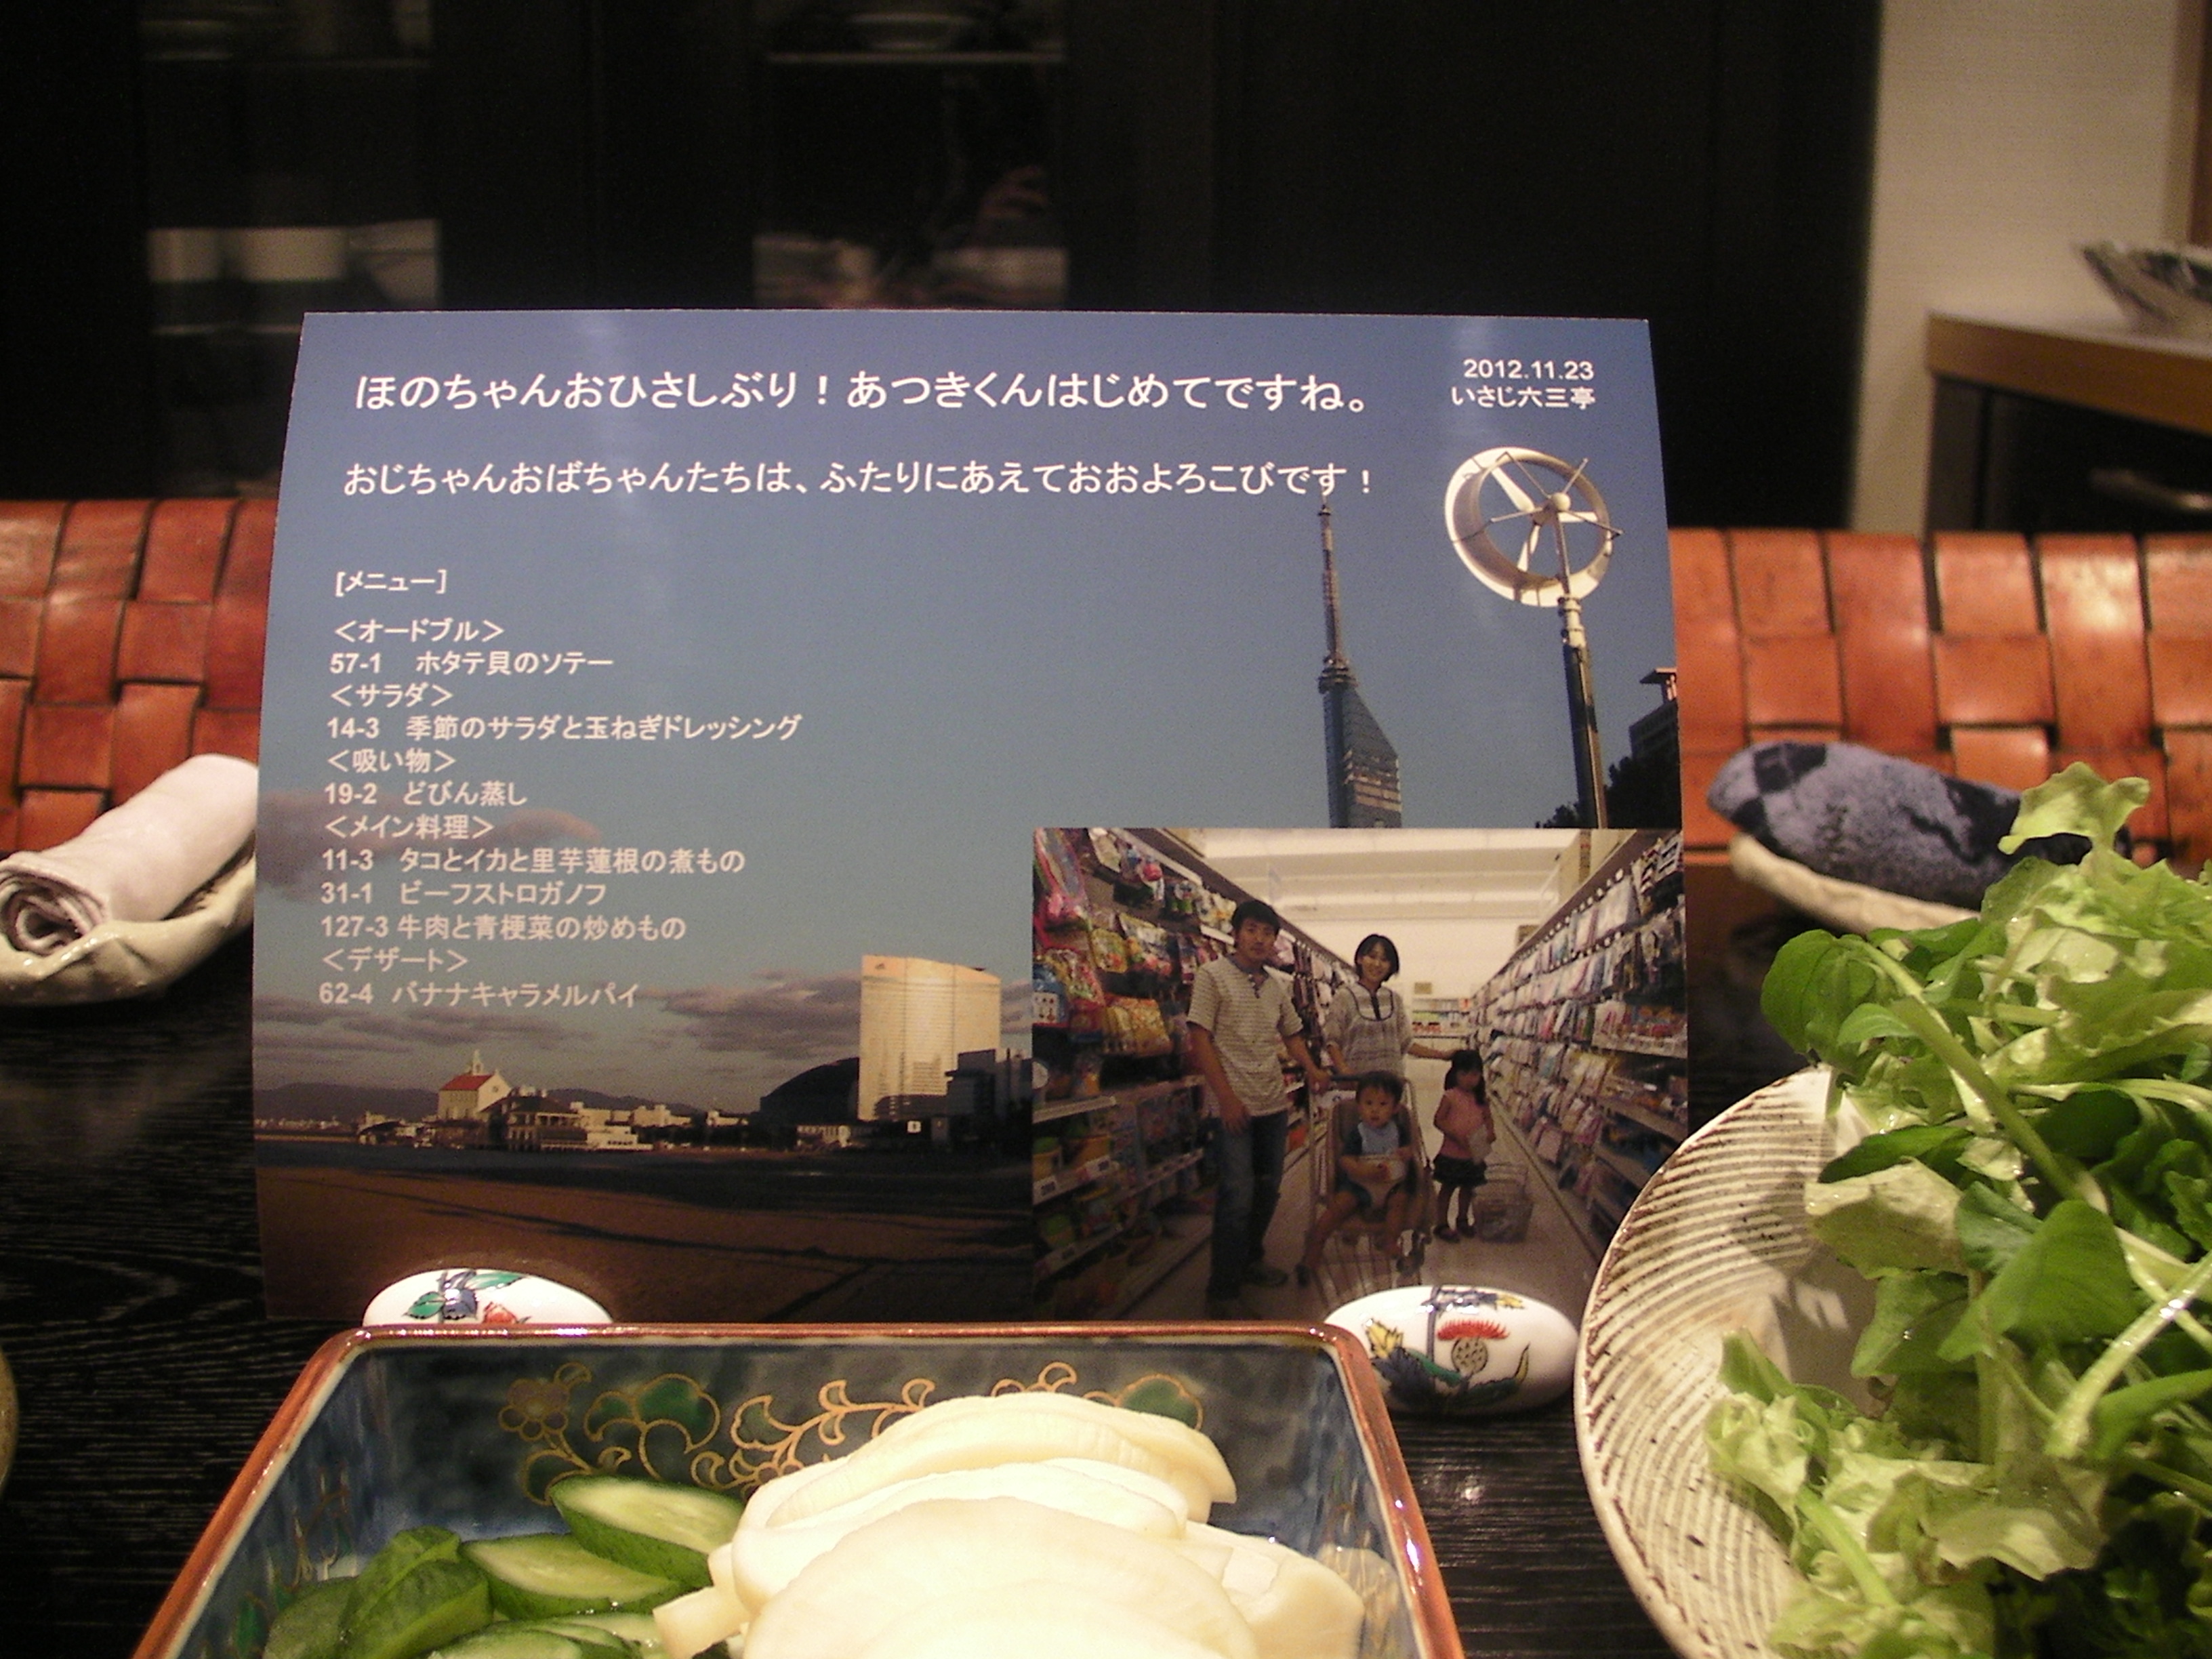 ほのちゃんおひさしぶり！あつきくんはじめてですね。
2012.11.23
いさじ六三亭
おじちゃんおばちゃんたちは、ふたりにあえておおよろこびです！
[メニュー]
＜オードブル＞
57-1 ホタテ貝のソテー
＜サラダ＞
14-3 季節のサラダと玉ねぎドレッシング
＜吸い物＞
19-2 どびん蒸し
＜メイン料理＞
11-3 タコとイカと里芋蓮根の煮もの
31-1 ビーフストロガノフ
127-3 牛肉と青梗菜の炒めもの
＜デザート＞
62-4 バナナキャラメルパイ